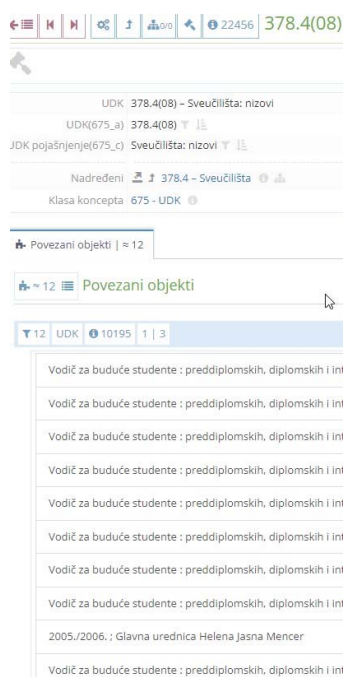 0/0 22456 378.4(08)
UDK 378.4(08) – Sveučilišta: nizovi
UDK(675_a) 378.4(08)
UDK pojašnjenje(675_c) Sveučilišta: nizovi
Nadređeni 378.4 – Sveučilišta
Klasa koncepta 675 - UDK
Povezani objekti | ≈ 12
≈ 12 Povezani objekti
12 UDK 10195 1 | 3
Vodič za buduće studente : preddiplomskih, diplomskih i int
Vodič za buduće studente : preddiplomskih, diplomskih i int
Vodič za buduće studente : preddiplomskih, diplomskih i int
Vodič za buduće studente : preddiplomskih, diplomskih i int
Vodič za buduće studente : preddiplomskih, diplomskih i int
Vodič za buduće studente : preddiplomskih, diplomskih i int
Vodič za buduće studente : preddiplomskih, diplomskih i int
Vodič za buduće studente : preddiplomskih, diplomskih i int
2005./2006. ; Glavna urednica Helena Jasna Mencer
Vodič za buduće studente : preddiplomskih, diplomskih i int